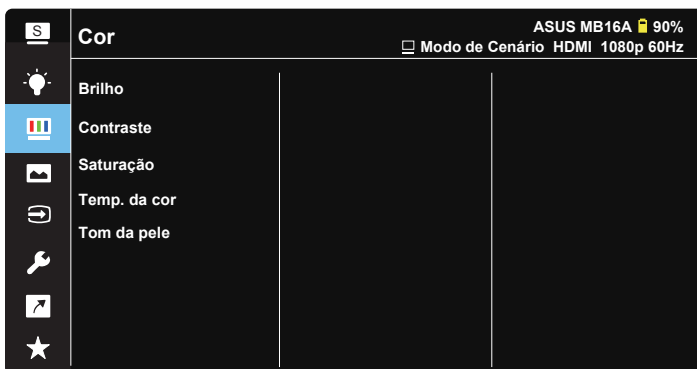 S
Cor
ASUS MB16A 90%
Modo de Cenário HDMI 1080p 60Hz
Brilho
Contraste
Saturação
Temp. da cor
Tom da pele